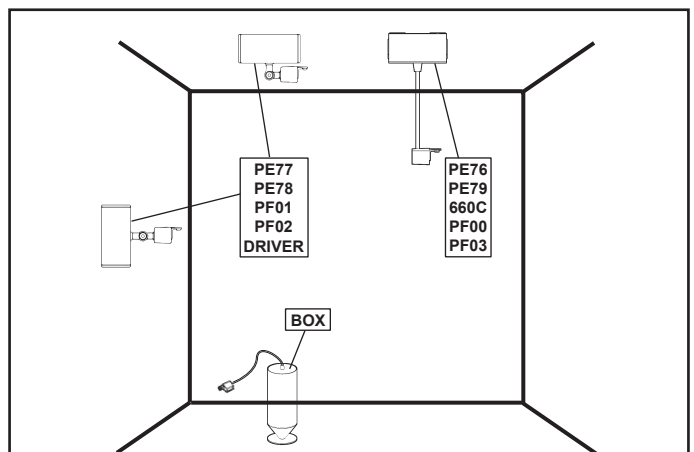 PE77
PE78
PF01
PF02
DRIVER
PE76
PE79
660C
PF00
PF03
BOX